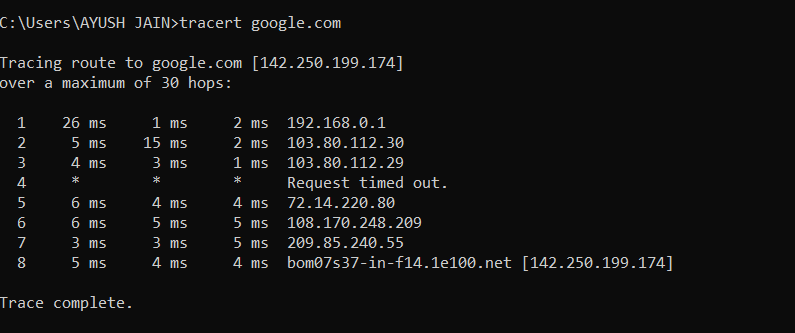 C:\Users\AYUSH JAIN>tracert google.com
Tracing route to google.com [142.250.199.174]
over a maximum of 30 hops:
1 26 ms 1 ms 2 ms 192.168.0.1
2 5 ms 15 ms 2 ms 103.80.112.30
3 4 ms 3 ms 1 ms 103.80.112.29
4 * * * Request timed out.
5 6 ms 4 ms 4 ms 72.14.220.80
6 6 ms 5 ms 5 ms 108.170.248.209
7 3 ms 3 ms 5 ms 209.85.240.55
8 5 ms 4 ms 4 ms bom07s37-in-f14.1e100.net [142.250.199.174]
Trace complete.